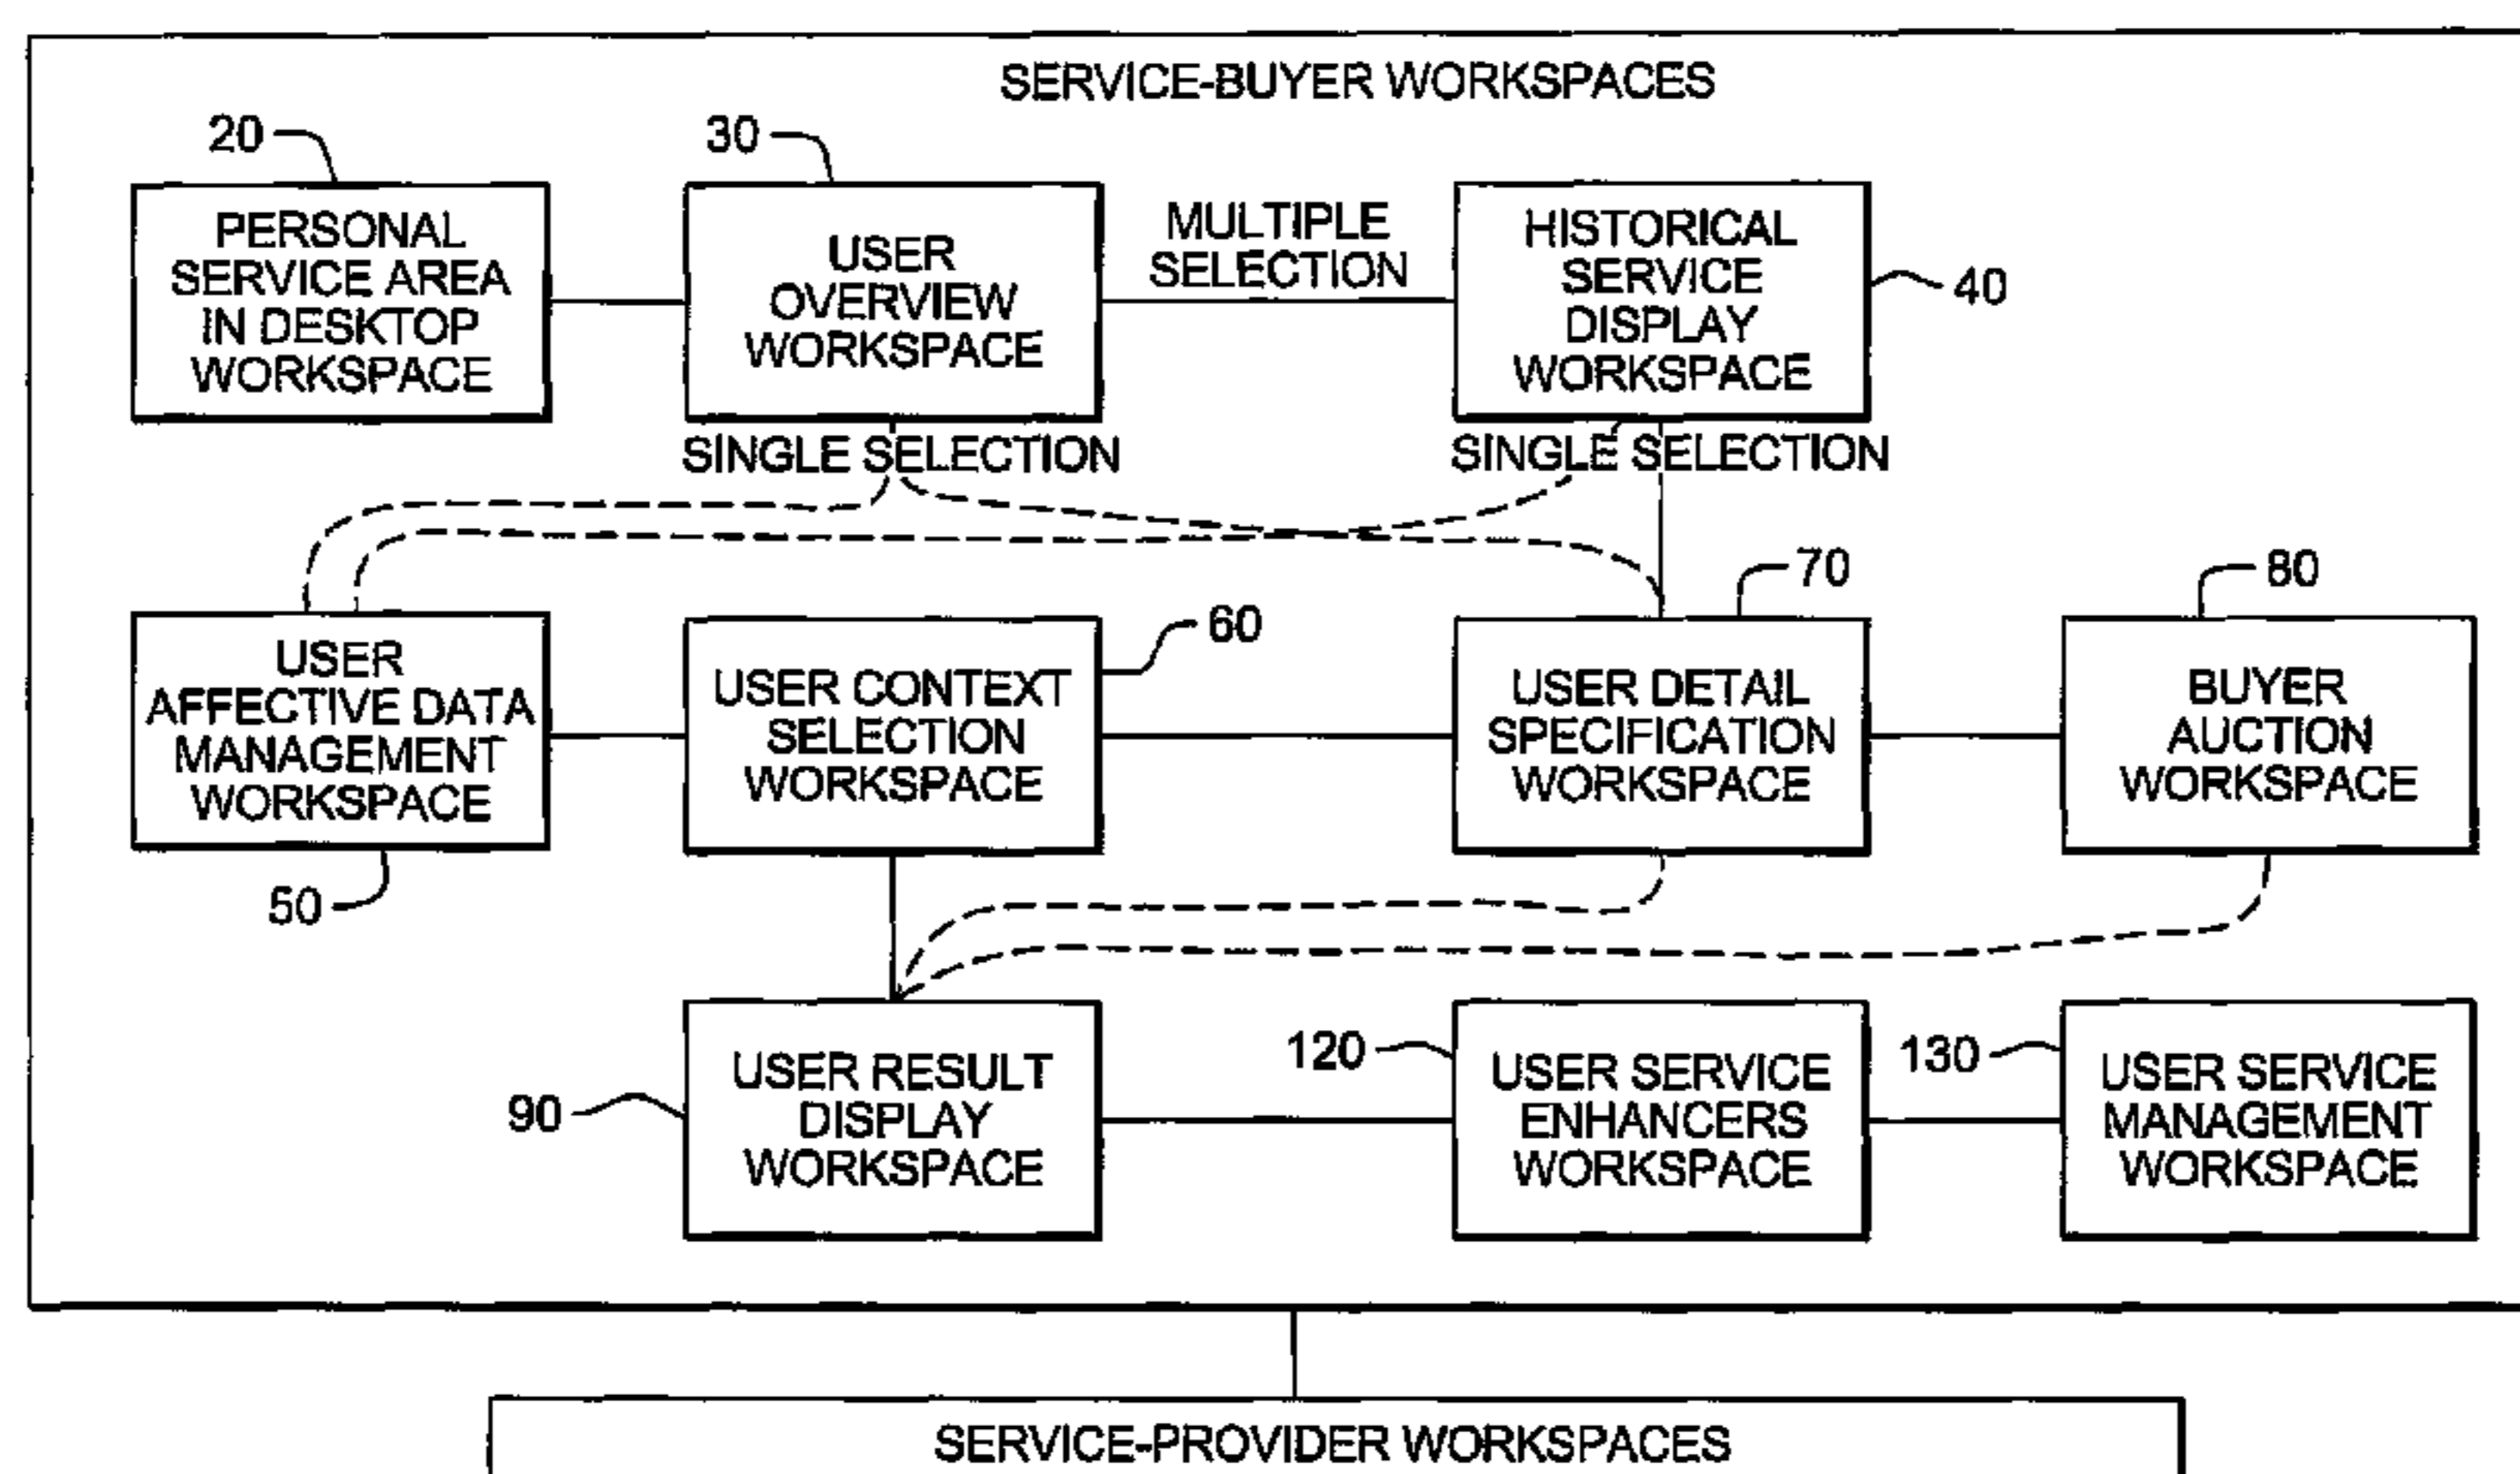 SERVICE-BUYER WORKSPACES
20
30
PERSONAL
SERVICE AREA
IN DESKTOP
WORKSPACE
USER
OVERVIEW
WORKSPACE
MULTIPLE
SELECTION
HISTORICAL
SERVICE
DISPLAY
WORKSPACE
40
SINGLE SELECTION
SINGLE SELECTION
70
80
60
USER
AFFECTIVE DATA
MANAGEMENT
WORKSPACE
USER CONTEXT
SELECTION
WORKSPACE
USER DETAIL
SPECIFICATION
WORKSPACE
BUYER
AUCTION
WORKSPACE
50
90
USER RESULT
DISPLAY
WORKSPACE
120
USER SERVICE
ENHANCERS
WORKSPACE
130
USER SERVICE
MANAGEMENT
WORKSPACE
SERVICE-PROVIDER WORKSPACES